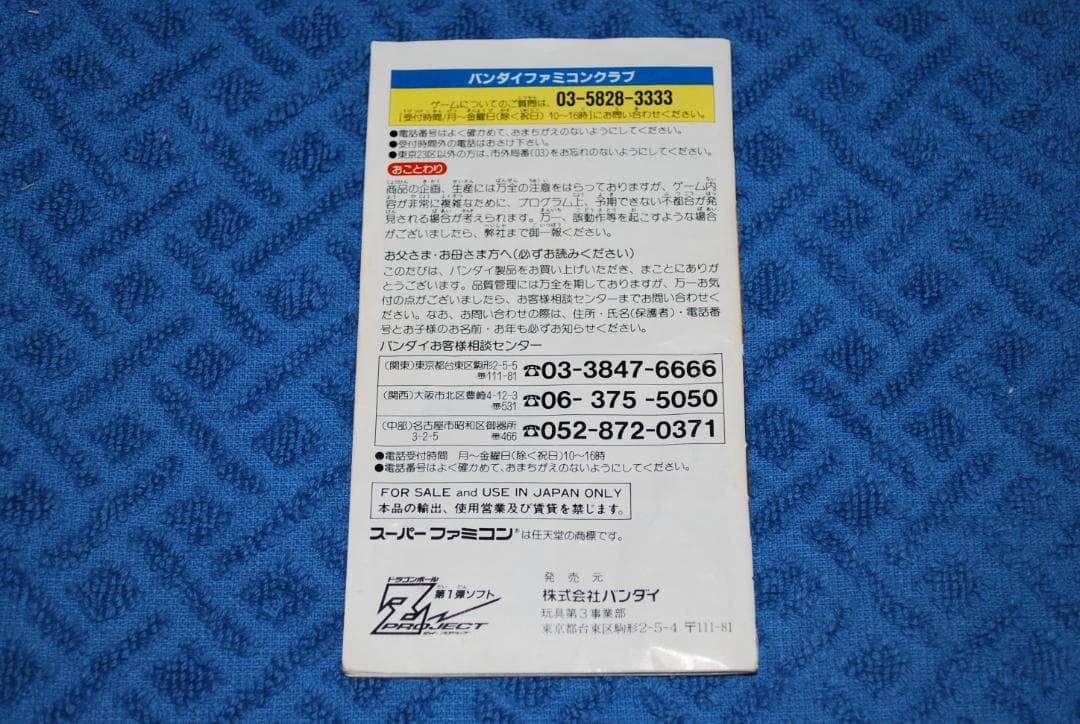 バンダイファミコンクラブ
ゲームについてのご質問は、 03-5828-3333
[受付時間/月〜金曜日(除く祝日) 10〜16時]にお問い合わせください。
●電話番号はよく確かめて、おまちがえのないようにしてください。
●受付時間外の電話はおさけ下さい。
●東京23区以外の方は、市外局番(03)をお忘れのないようにしてください。
おことわり
商品の企画、生産には万全の注意をはらっておりますが、ゲーム内
容が非常に複雑なために、プログラム上、予期できない不都合が発
見される場合が考えられます。万一、誤動作等を起こすような場合
がございましたら、弊社まで御一報ください。
お父さま・お母さま方へ(必ずお読みください)
このたびは、バンダイ製品をお買い上げいただき、まことにありが
とうございます。品質管理には万全を期しておりますが、万一お気
付の点がございましたら、お客様相談センターまでお問い合わせく
ださい。なお、お問い合わせの際は、住所・氏名(保護者)・電話番
号とお子様のお名前・お年も必ずお知らせください。
バンダイお客様相談センター
(関東)東京都台東区駒形2-5-5 〠111-81 ☎03-3847-6666
(関西)大阪市北区豊崎4-12-3 〠531 ☎06-375-5050
(中部)名古屋市昭和区御器所3-2-5 〠466 ☎052-872-0371
●電話受付時間 月〜金曜日(除く祝日)10〜16時
●電話番号はよく確かめて、おまちがえのないようにしてください。
FOR SALE and USE IN JAPAN ONLY
本品の輸出、使用営業及び賃貸を禁じます。
スーパーファミコン®は任天堂の商標です。
ドラゴンボール
第1弾ソフト
PROJECT
発売元
株式会社バンダイ
玩具第3事業部
東京都台東区駒形2-5-4 〒111-81